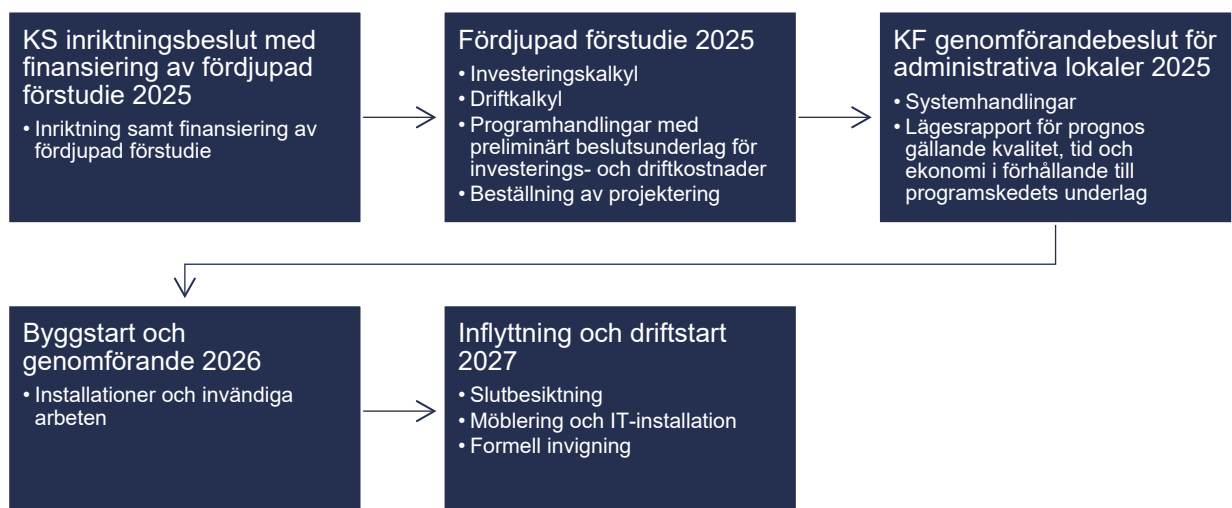 KS inriktningsbeslut med
finansiering av fördjupad
förstudie 2025
• Inriktning samt finansiering av
fördjupad förstudie
Fördjupad förstudie 2025
• Investeringskalkyl
• Driftkalkyl
• Programhandlingar med
preliminärt beslutsunderlag för
investerings- och driftkostnader
• Beställning av projektering
KF genomförandebeslut för
administrativa lokaler 2025
• Systemhandlingar
• Lägesrapport för prognos
gällande kvalitet, tid och
ekonomi i förhållande till
programskedets underlag
Byggstart och
genomförande 2026
• Installationer och invändiga
arbeten
Inflyttning och driftstart
2027
• Slutbesiktning
• Möblering och IT-installation
• Formell invigning